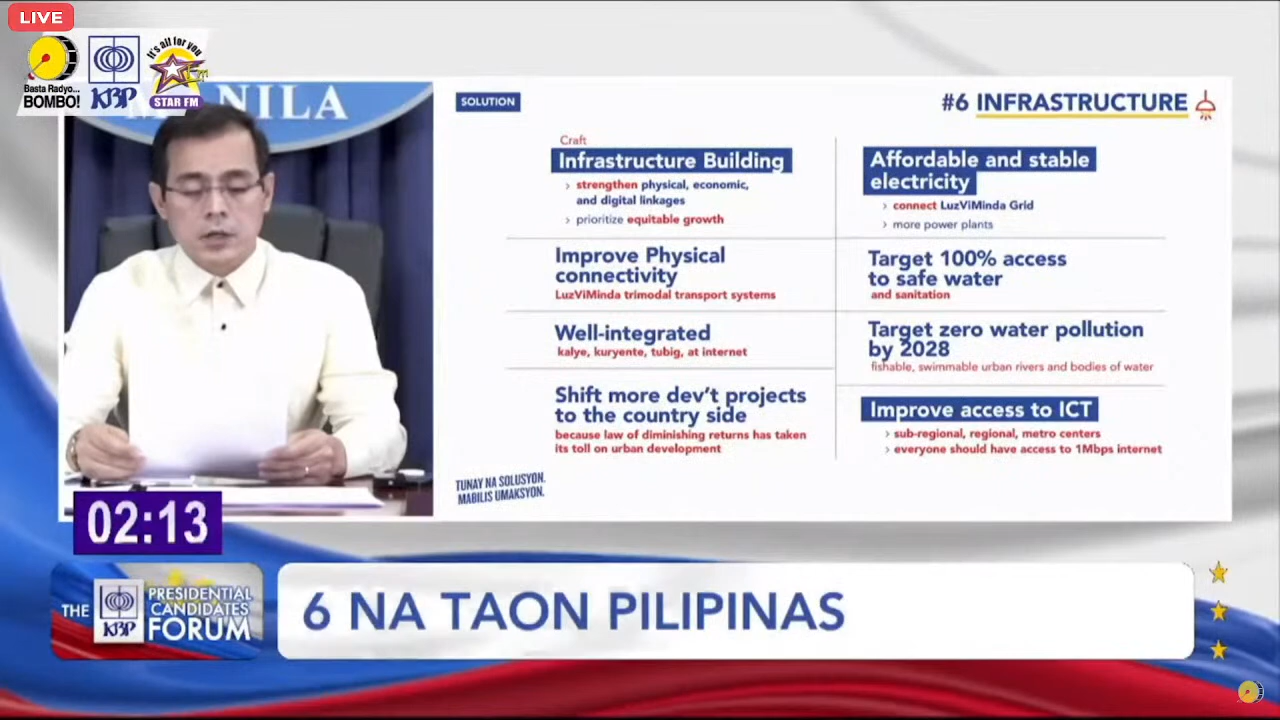 LIVE
Basta Radyo...
BOMBO!
KBP
It's all for you
STAR FM
NILA
SOLUTION
#6 INFRASTRUCTURE
Craft
Infrastructure Building
› strengthen physical, economic,
and digital linkages
› prioritize equitable growth
Improve Physical
connectivity
LuzViMinda trimodal transport systems
Well-integrated
kalye, kuryente, tubig, at internet
Shift more dev't projects
to the country side
because law of diminishing returns has taken
its toll on urban development
Affordable and stable
electricity
› connect LuzViMinda Grid
› more power plants
Target 100% access
to safe water
and sanitation
Target zero water pollution
by 2028
fishable, swimmable urban rivers and bodies of water
Improve access to ICT
› sub-regional, regional, metro centers
› everyone should have access to 1Mbps internet
TUNAY NA SOLUSYON.
MABILIS UMAKSYON.
02:13
THE KBP PRESIDENTIAL
CANDIDATES
FORUM
6 NA TAON PILIPINAS